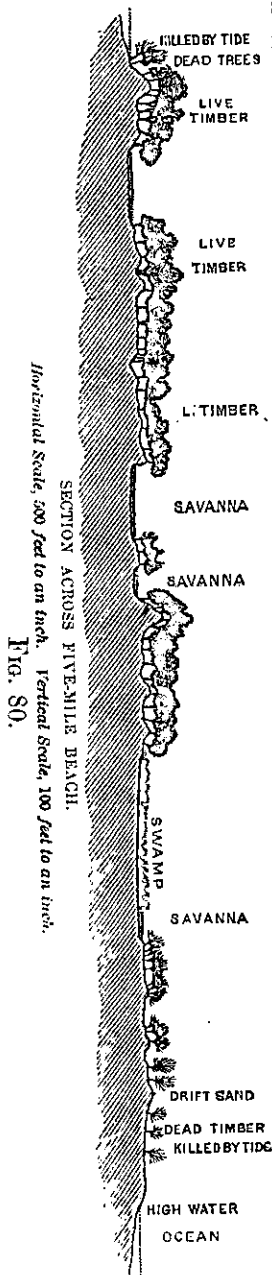 KILLED BY TIDE
DEAD TREES
LIVE
TIMBER
LIVE
TIMBER
L. TIMBER
SAVANNA
SAVANNA
SWAMP
SAVANNA
DRIFT SAND
DEAD TIMBER
KILLED BY TIDE
HIGH WATER
OCEAN
SECTION ACROSS FIVE-MILE BEACH.
Horizontal Scale, 500 feet to an inch. Vertical Scale, 100 feet to an inch.
FIG. 80.